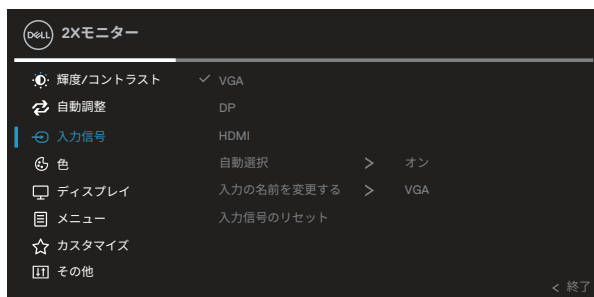 DELL 2Xモニター
輝度/コントラスト ✓ VGA
自動調整 DP
入力信号 HDMI
色 自動選択 > オン
ディスプレイ 入力の名前を変更する > VGA
メニュー 入力信号のリセット
カスタマイズ
その他
< 終了